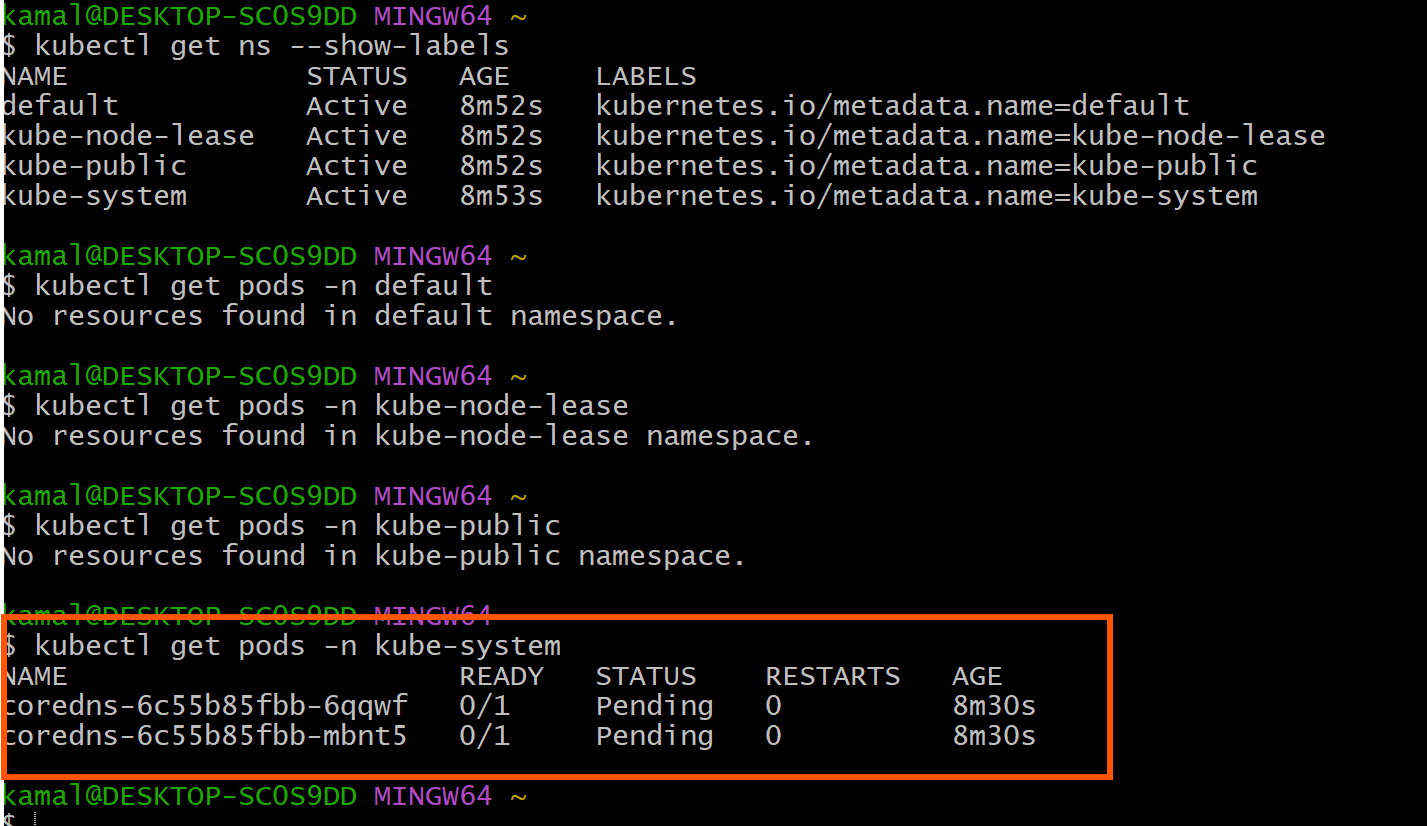 kamal@DESKTOP-SCOS9DD MINGW64 ~
$ kubectl get ns --show-labels
NAME STATUS AGE LABELS
default Active 8m52s kubernetes.io/metadata.name=default
kube-node-lease Active 8m52s kubernetes.io/metadata.name=kube-node-lease
kube-public Active 8m52s kubernetes.io/metadata.name=kube-public
kube-system Active 8m53s kubernetes.io/metadata.name=kube-system
kamal@DESKTOP-SCOS9DD MINGW64 ~
$ kubectl get pods -n default
No resources found in default namespace.
kamal@DESKTOP-SCOS9DD MINGW64 ~
$ kubectl get pods -n kube-node-lease
No resources found in kube-node-lease namespace.
kamal@DESKTOP-SCOS9DD MINGW64 ~
$ kubectl get pods -n kube-public
No resources found in kube-public namespace.
kamal@DESKTOP-SCOS9DD MINGW64
$ kubectl get pods -n kube-system
NAME READY STATUS RESTARTS AGE
coredns-6c55b85fbb-6qqwf 0/1 Pending 0 8m30s
coredns-6c55b85fbb-mbnt5 0/1 Pending 0 8m30s
kamal@DESKTOP-SCOS9DD MINGW64 ~
$